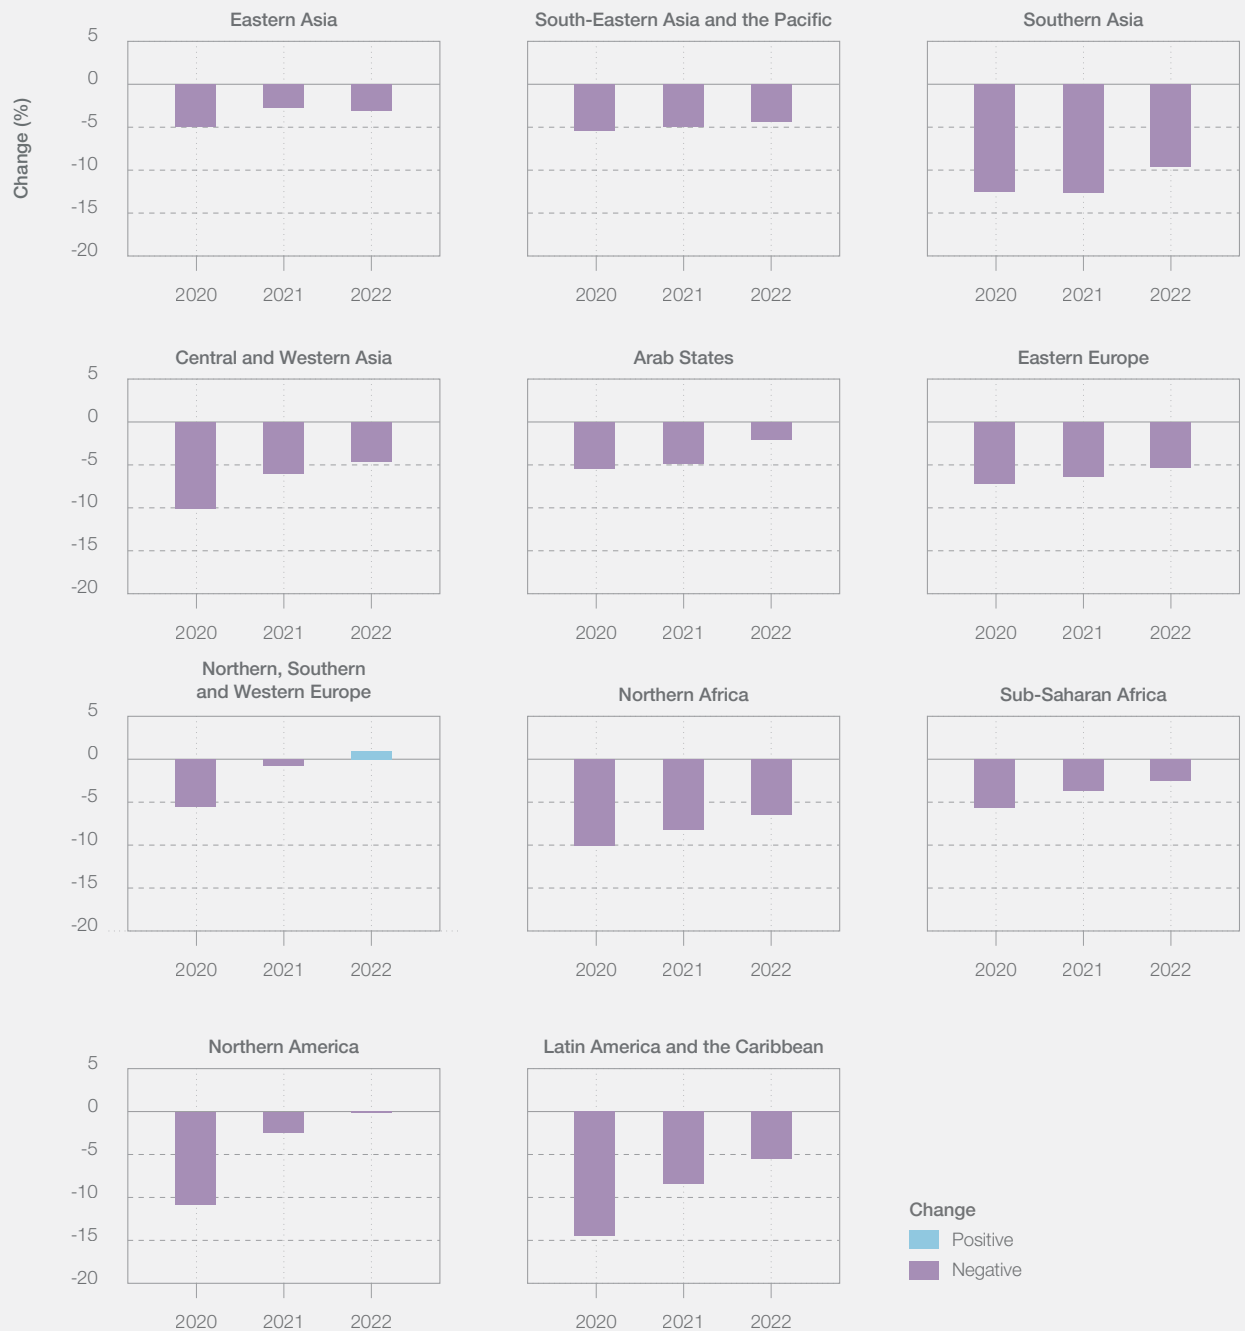 Eastern Asia
South-Eastern Asia and the Pacific
Southern Asia
Change (%)
5
0
-5
-10
-15
-20
2020 2021 2022
2020 2021 2022
2020 2021 2022
Central and Western Asia
Arab States
Eastern Europe
5
0
-5
-10
-15
-20
2020 2021 2022
2020 2021 2022
2020 2021 2022
Northern, Southern
and Western Europe
Northern Africa
Sub-Saharan Africa
5
0
-5
-10
-15
-20
2020 2021 2022
2020 2021 2022
2020 2021 2022
Northern America
Latin America and the Caribbean
5
0
-5
-10
-15
-20
2020 2021 2022
2020 2021 2022
Change
Positive
Negative